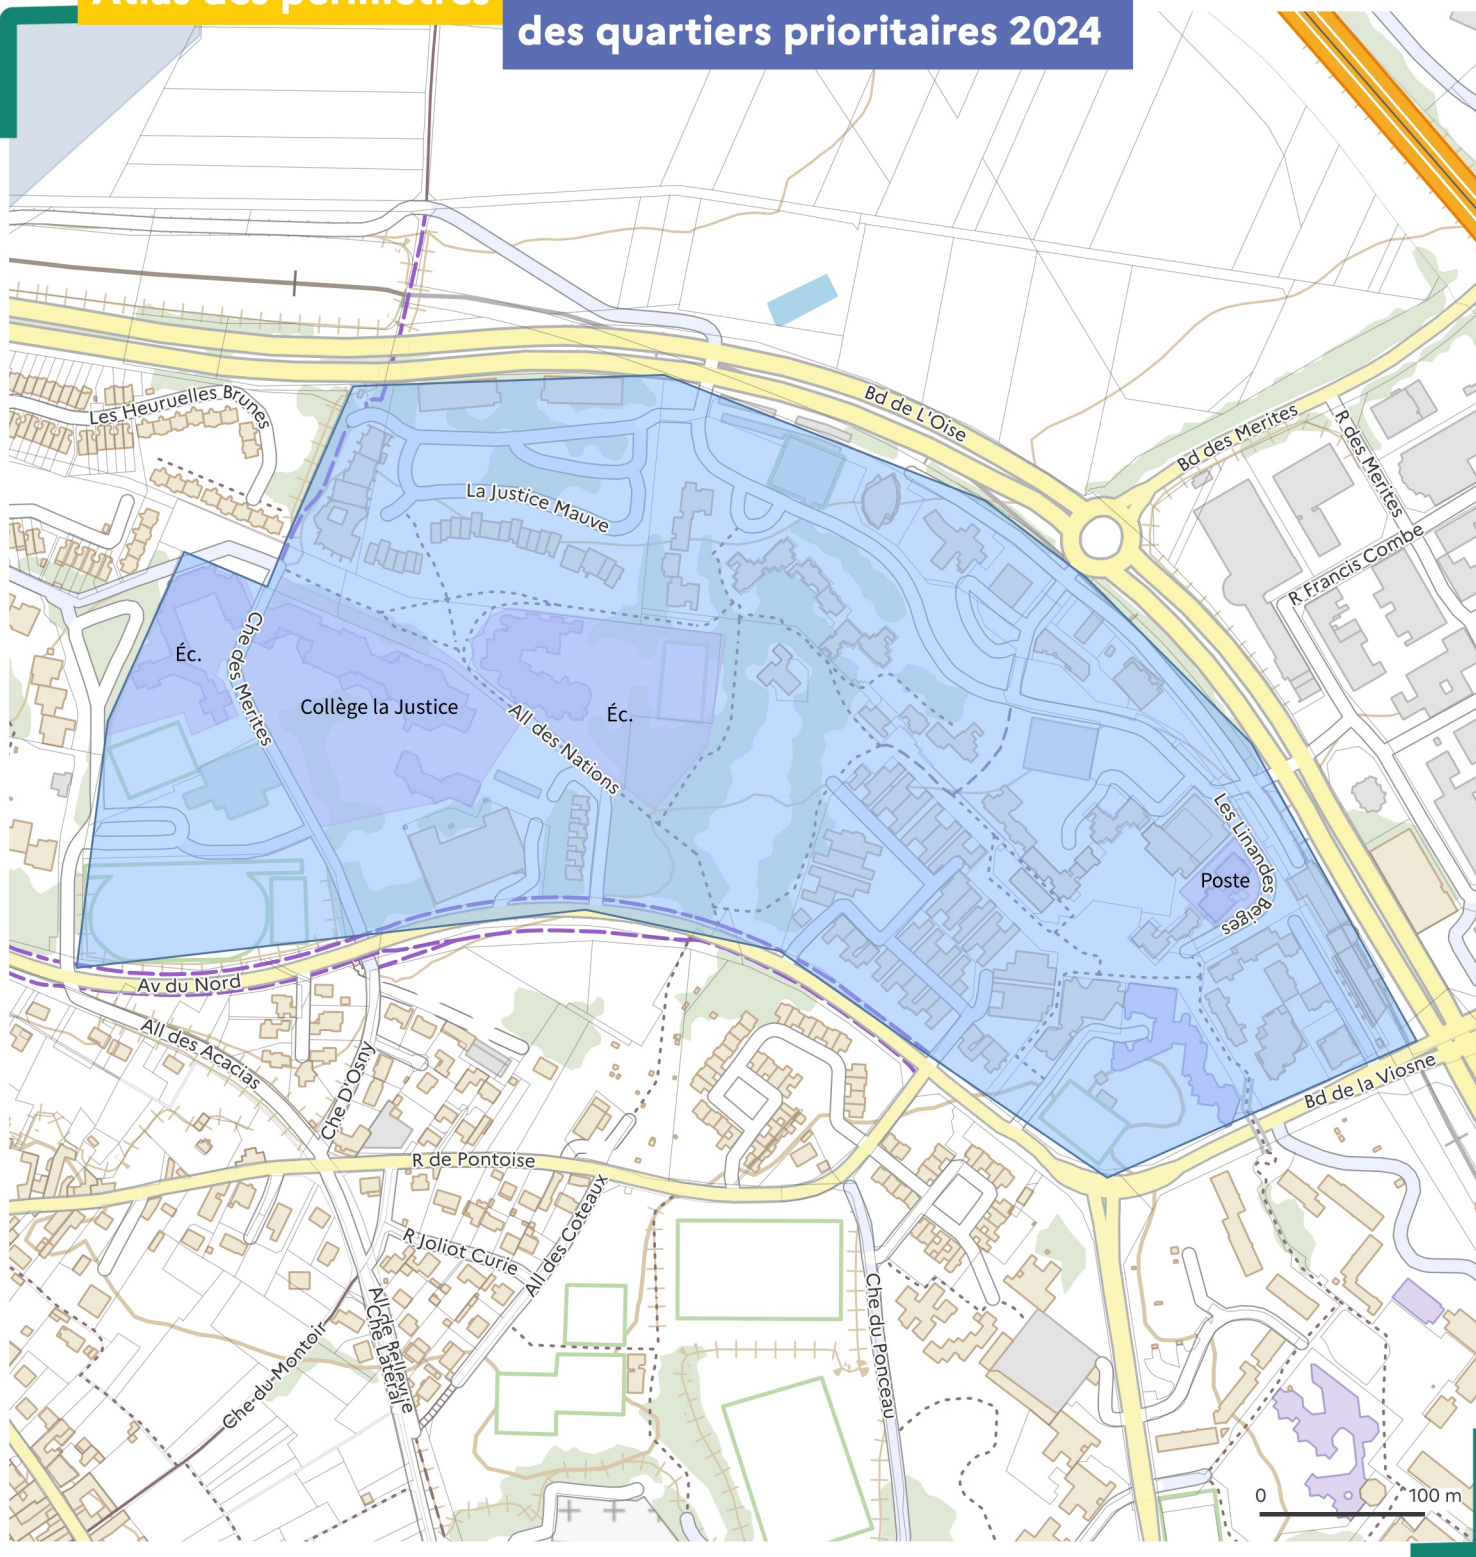 Atlas des périmètres
des quartiers prioritaires 2024
Bd de L'Oise
Bd des Merites
R des Merites
R Francis Combe
Les Heuruelles Brunes
La Justice Mauve
Éc.
Che des Merites
Collège la Justice
All des Nations
Éc.
Les Linandes Beiges
Poste
Av du Nord
All des Acacias
Che D'Osny
Bd de la Viosne
R de Pontoise
R Joliot Curie
All des Coteaux
All de Bellevue
Che Latérale
Che du Montoir
Che du Ponceau
0 100 m